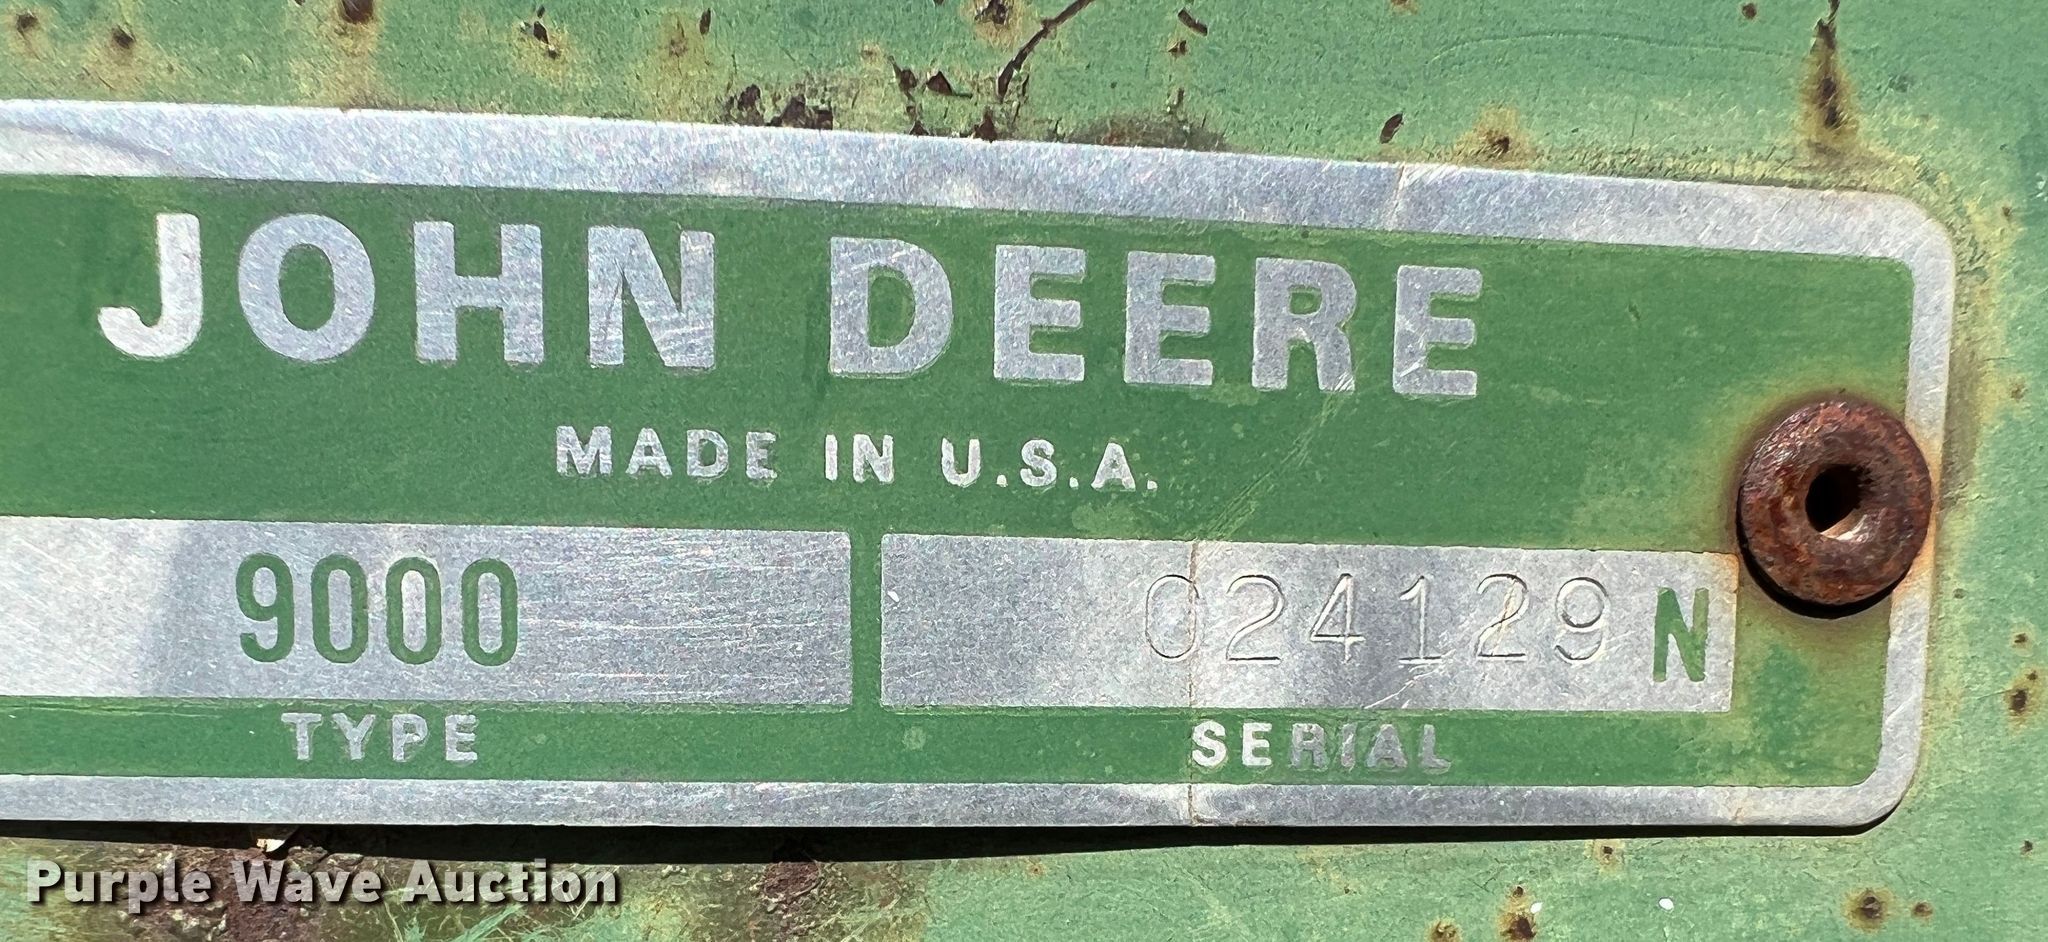 JOHN DEERE
MADE IN U.S.A.
9000 024129 N
TYPE SERIAL
Purple Wave Auction